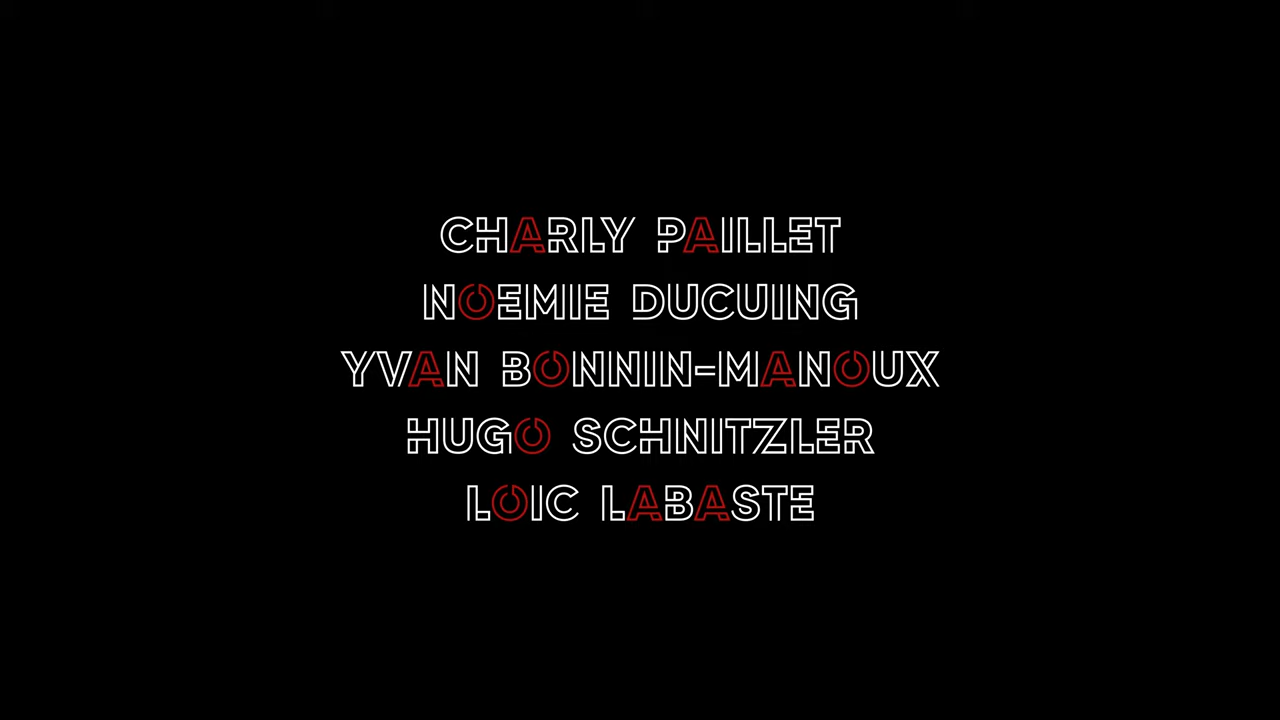 CHARLY PAILLET
NOEMIE DUCUING
YVAN BONNIN-MANOUX
HUGO SCHNITZLER
LOIC LABASTE